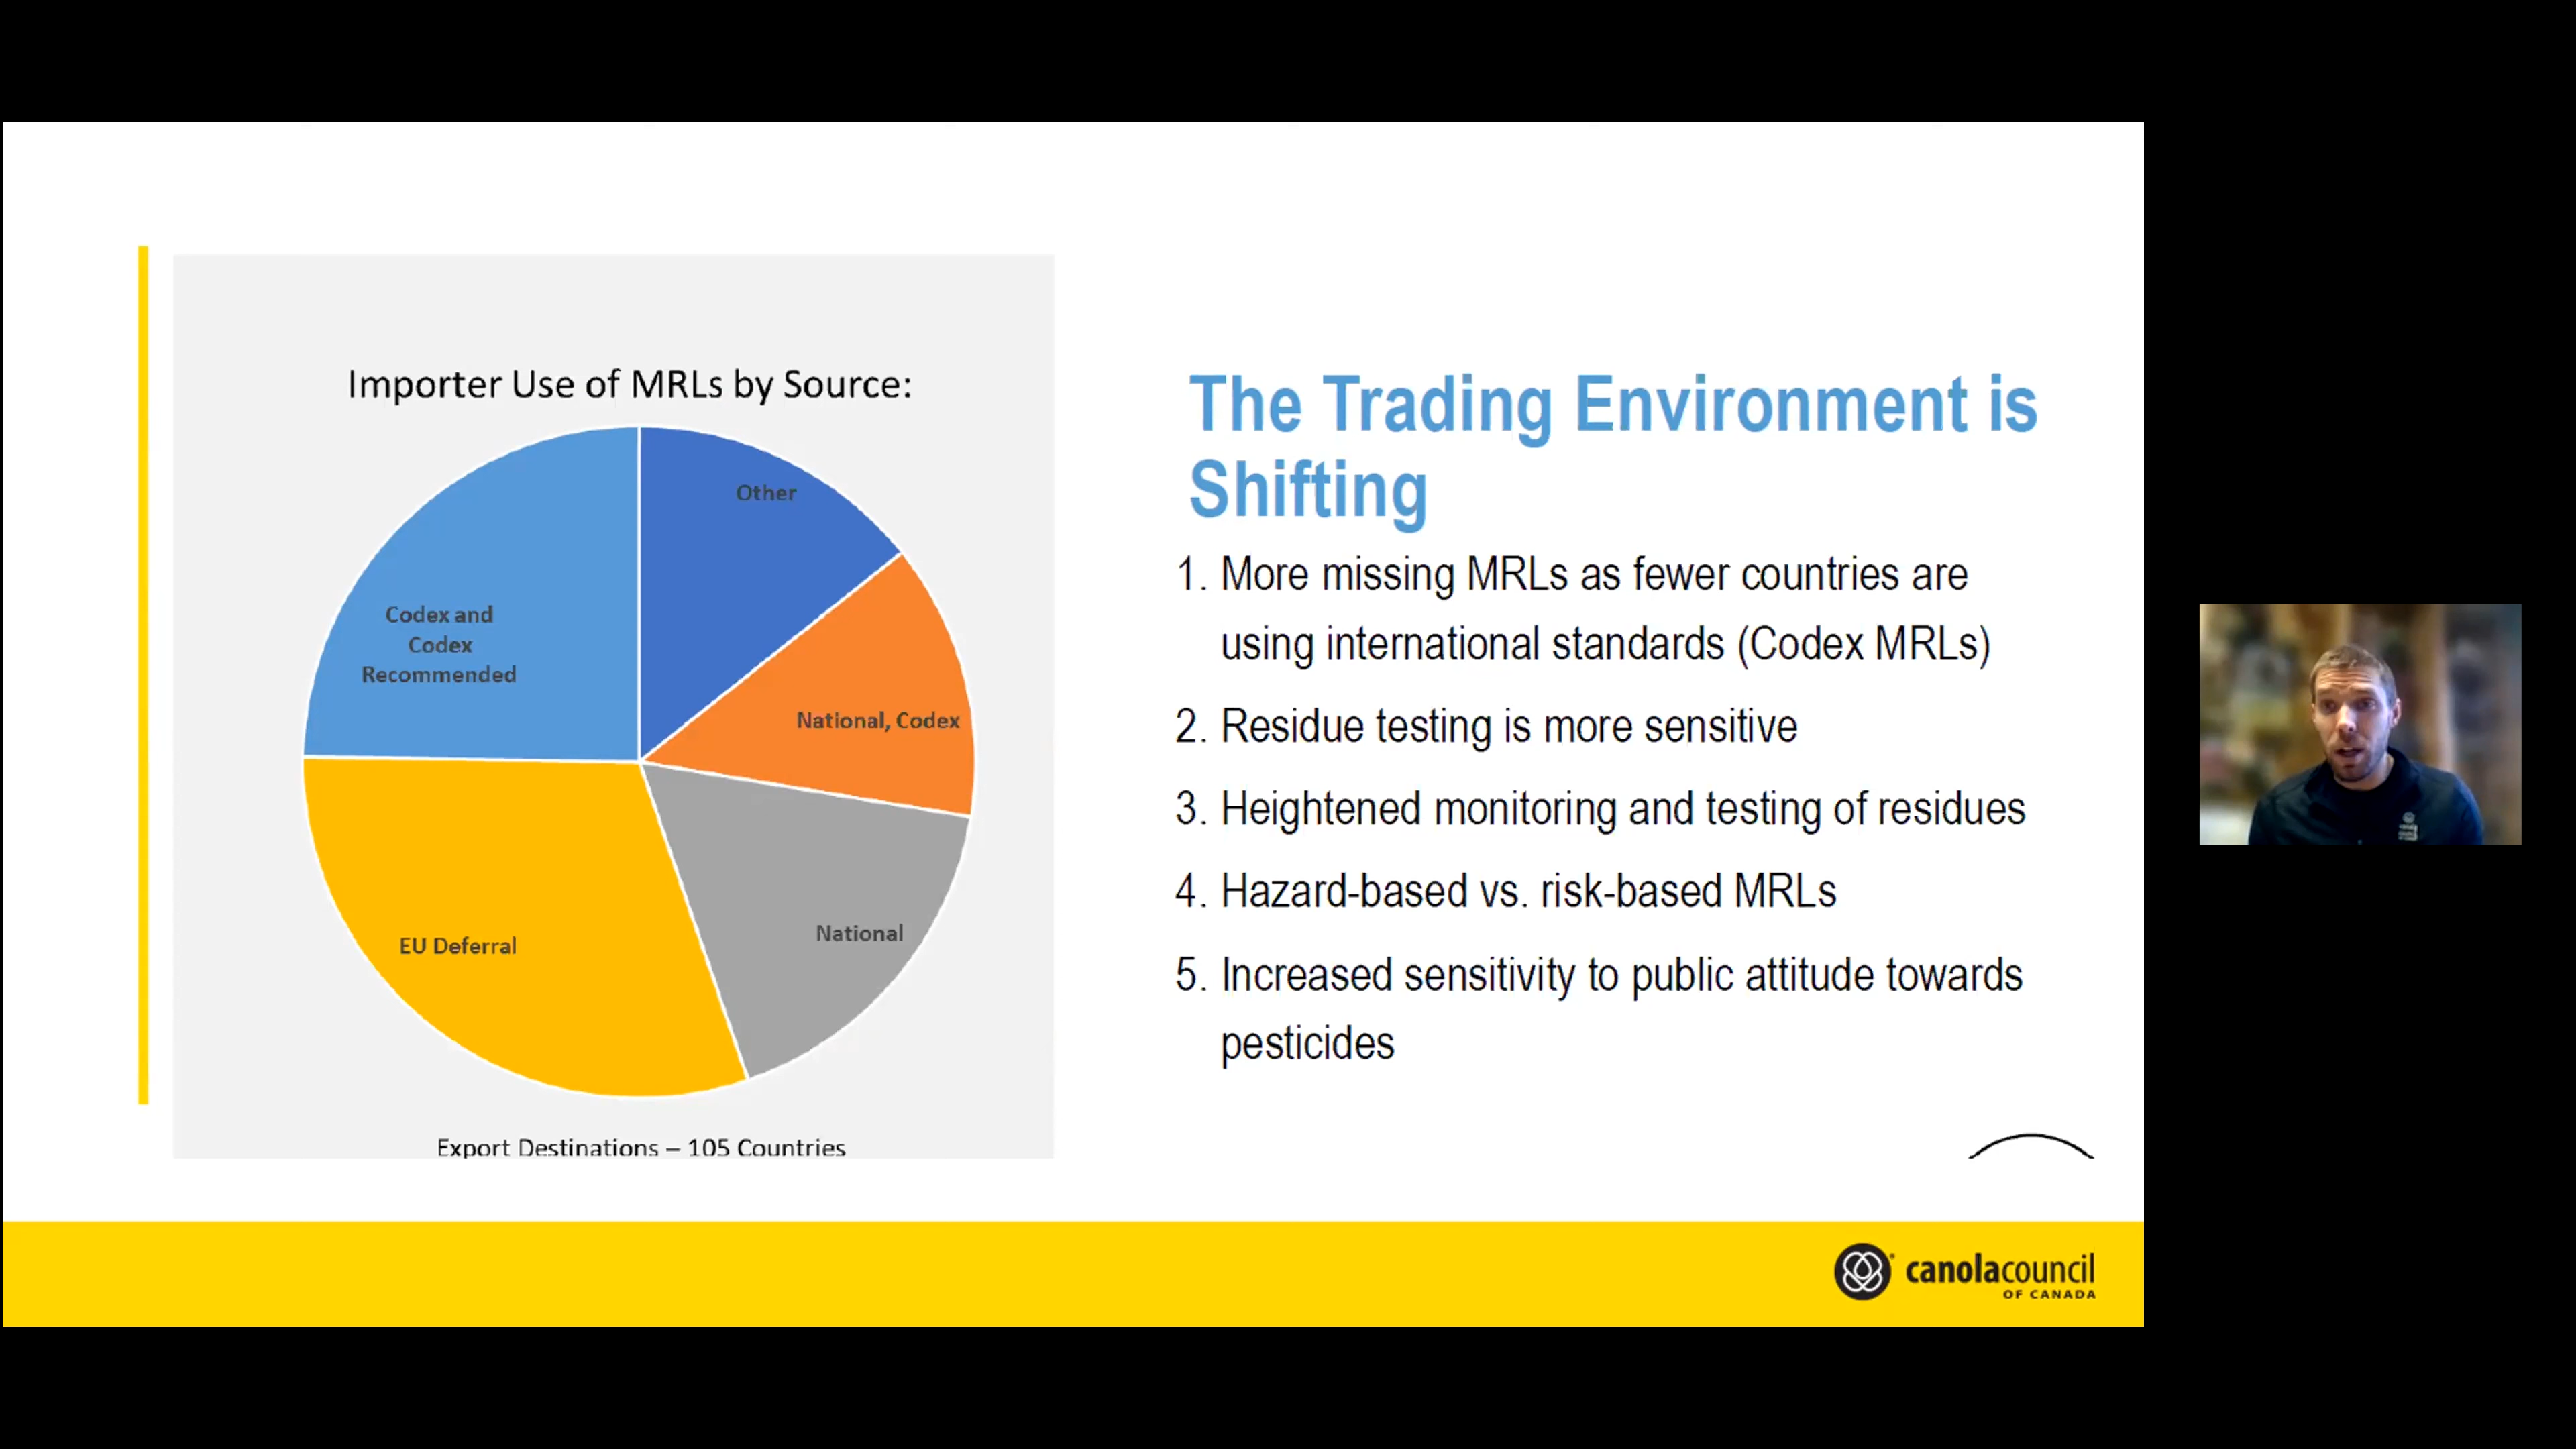 Importer Use of MRLs by Source:
Other
Codex and
Codex
Recommended
National, Codex
National
EU Deferral
Export Destinations – 105 Countries
The Trading Environment is
Shifting
1. More missing MRLs as fewer countries are
using international standards (Codex MRLs)
2. Residue testing is more sensitive
3. Heightened monitoring and testing of residues
4. Hazard-based vs. risk-based MRLs
5. Increased sensitivity to public attitude towards
pesticides
canolacouncil
OF CANADA